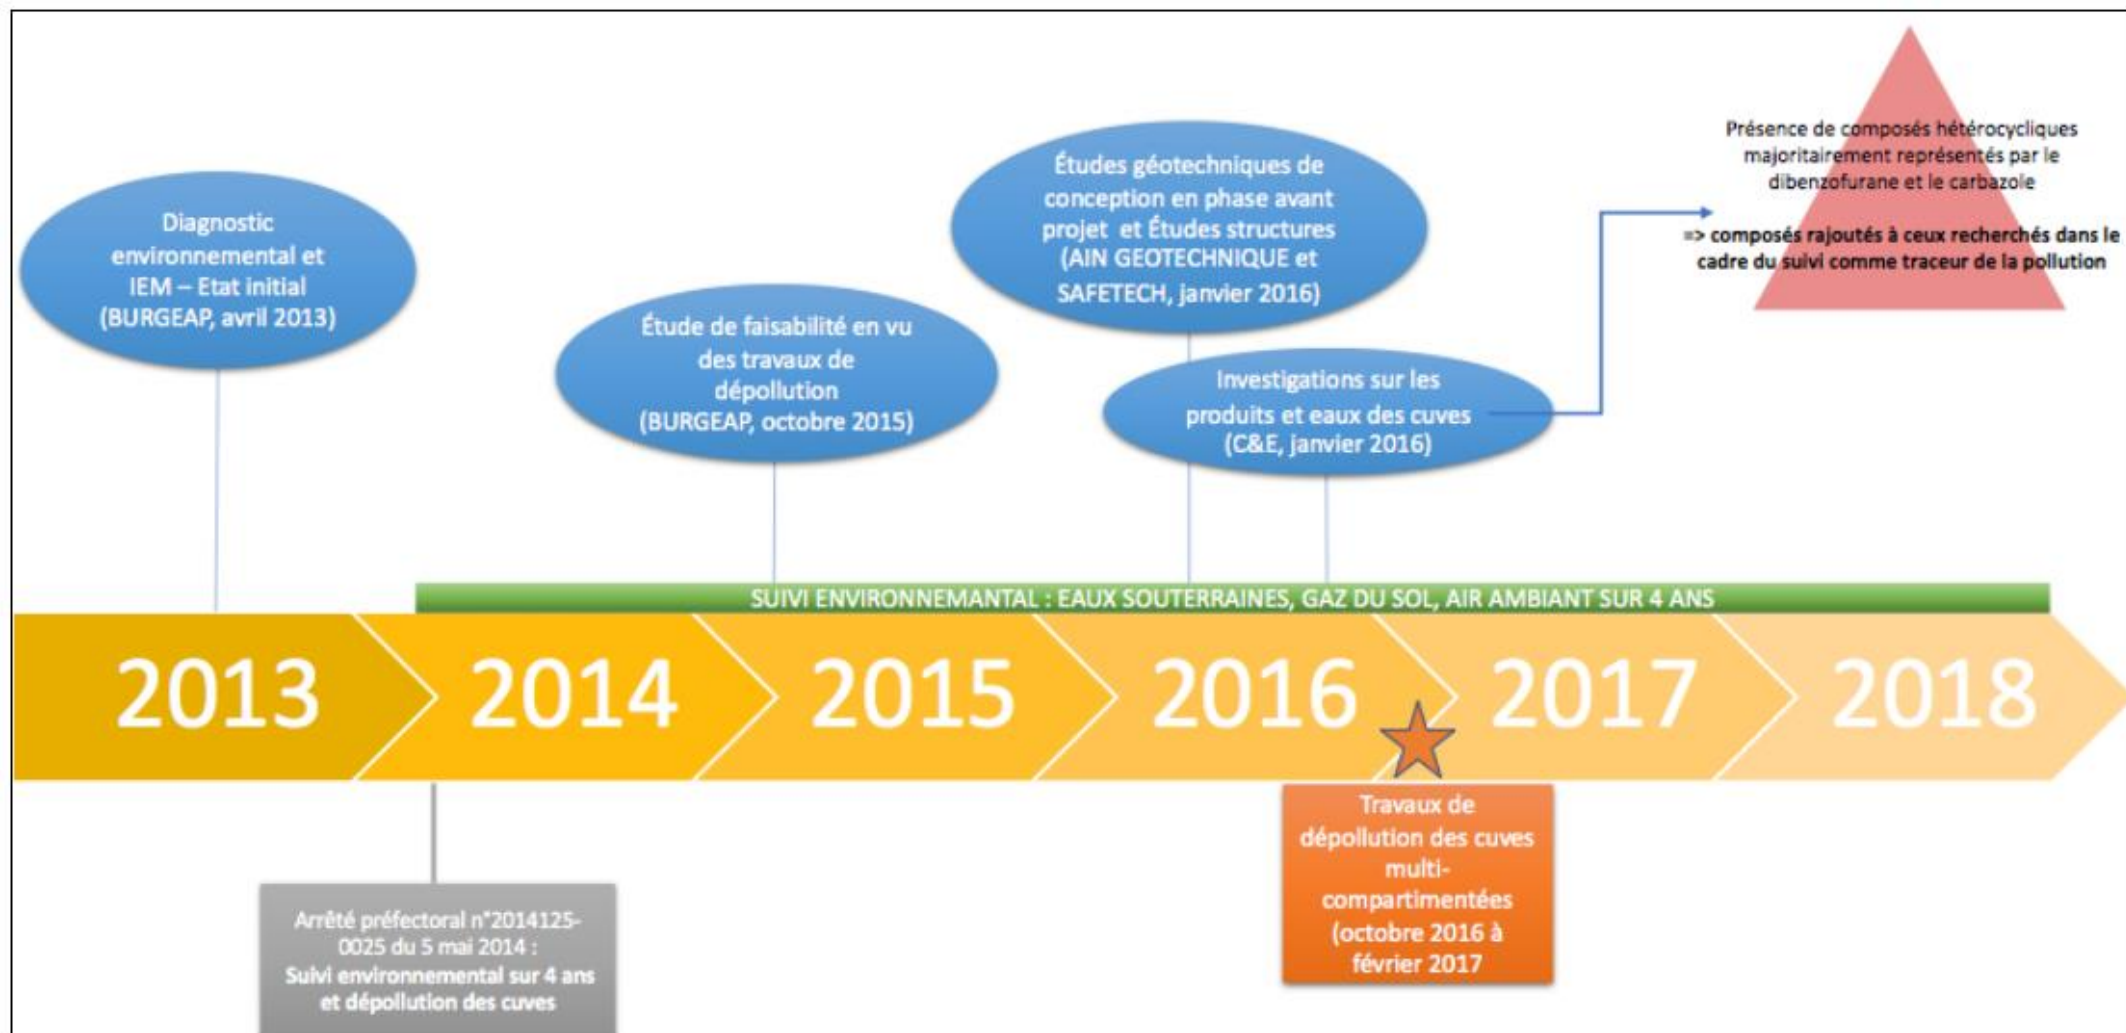 Diagnostic
environnemental et
IEM – Etat initial
(BURGEAP, avril 2013)
Étude de faisabilité en vu
des travaux de
dépollution
(BURGEAP, octobre 2015)
Études géotechniques de
conception en phase avant
projet et Études structures
(AIN GEOTECHNIQUE et
SAFETECH, janvier 2016)
Investigations sur les
produits et eaux des cuves
(C&E, janvier 2016)
Présence de composés hétérocycliques
majoritairement représentés par le
dibenzofurane et le carbazole
=> composés rajoutés à ceux recherchés dans le
cadre du suivi comme traceur de la pollution
SUIVI ENVIRONNEMANTAL : EAUX SOUTERRAINES, GAZ DU SOL, AIR AMBIANT SUR 4 ANS
2013
2014
2015
2016
2017
2018
Arrêté préfectoral n°2014125-
0025 du 5 mai 2014 :
Suivi environnemental sur 4 ans
et dépollution des cuves
Travaux de
dépollution des cuves
multi-
compartimentées
(octobre 2016 à
février 2017